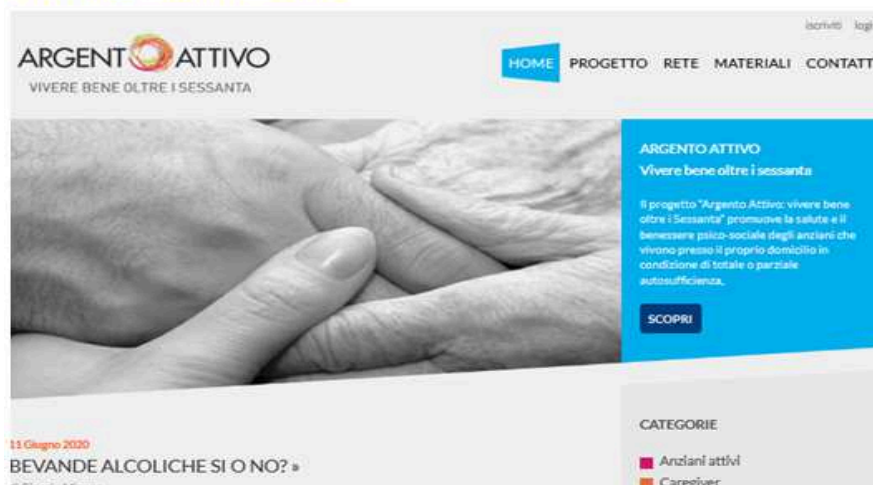 iscriviti
ARGENTO ATTIVO
VIVERE BENE OLTRE I SESSANTA
HOME PROGETTO RETE MATERIALI CONTATT
ARGENTO ATTIVO
Vivere bene oltre i sessanta
Il progetto "Argento Attivo: vivere bene
oltre i Sessanta" promuove la salute e il
benessere psico-sociale degli anziani che
vivono presso il proprio domicilio in
condizione di totale o parziale
autosufficienza.
SCOPRI
11 Giugno 2020
BEVANDE ALCOLICHE SI O NO? »
CATEGORIE
Anziani attivi
Caregiver